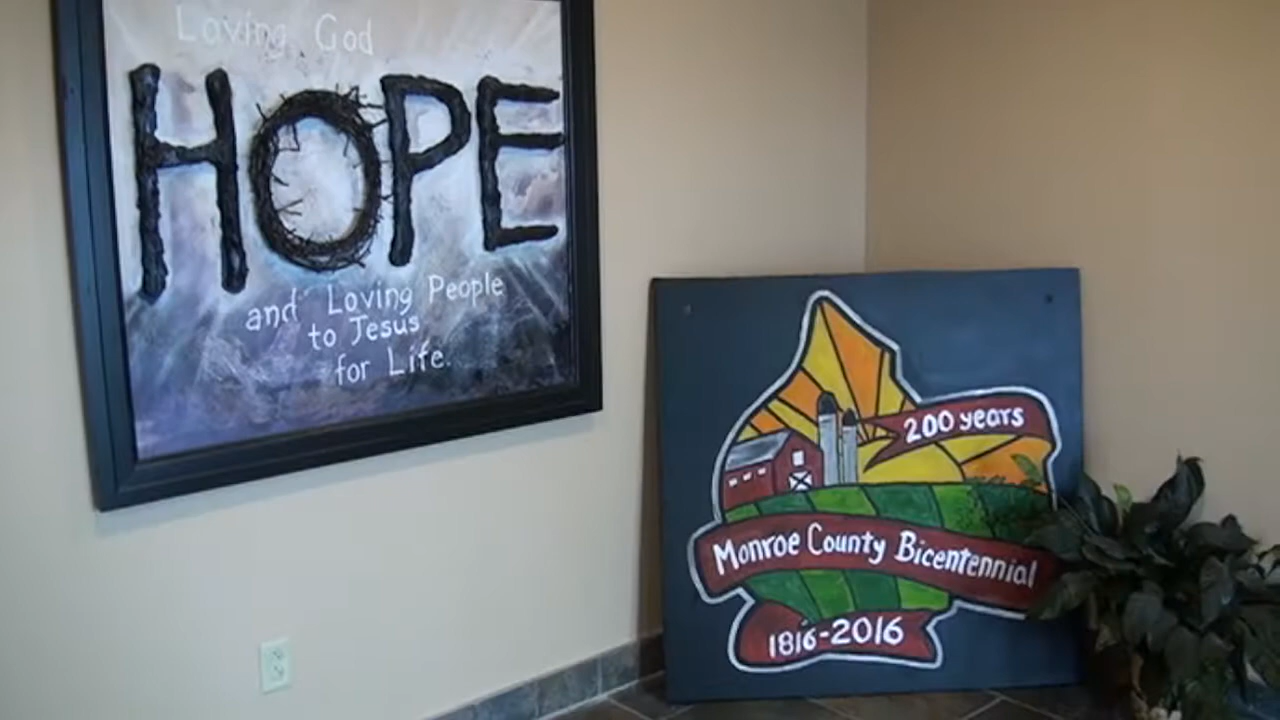 Loving God
HOPE
and Loving People
to Jesus
for Life.
200 years
Monroe County Bicentennial
1816-2016